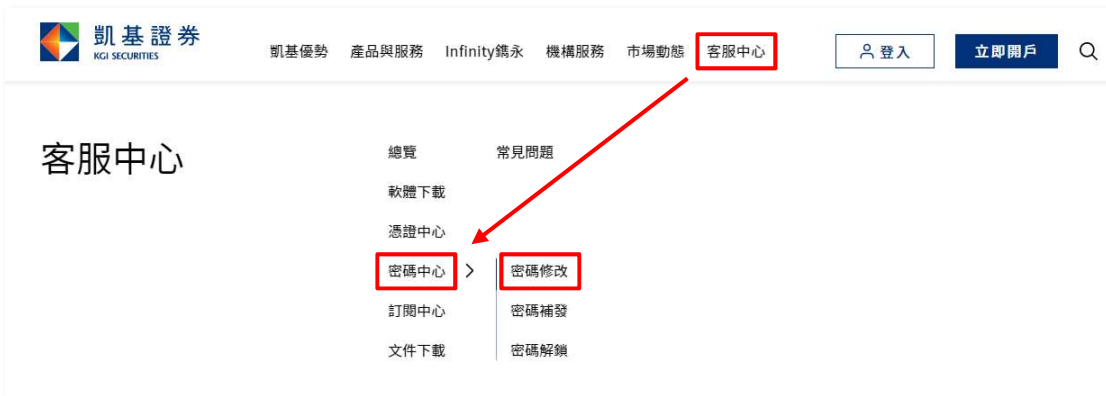 凱基證券
KGI SECURITIES
凱基優勢 產品與服務 Infinity鐫永 機構服務 市場動態 客服中心 登入 立即開戶
客服中心
總覽 常見問題
軟體下載
憑證中心
密碼中心 密碼修改
訂閱中心 密碼補發
文件下載 密碼解鎖